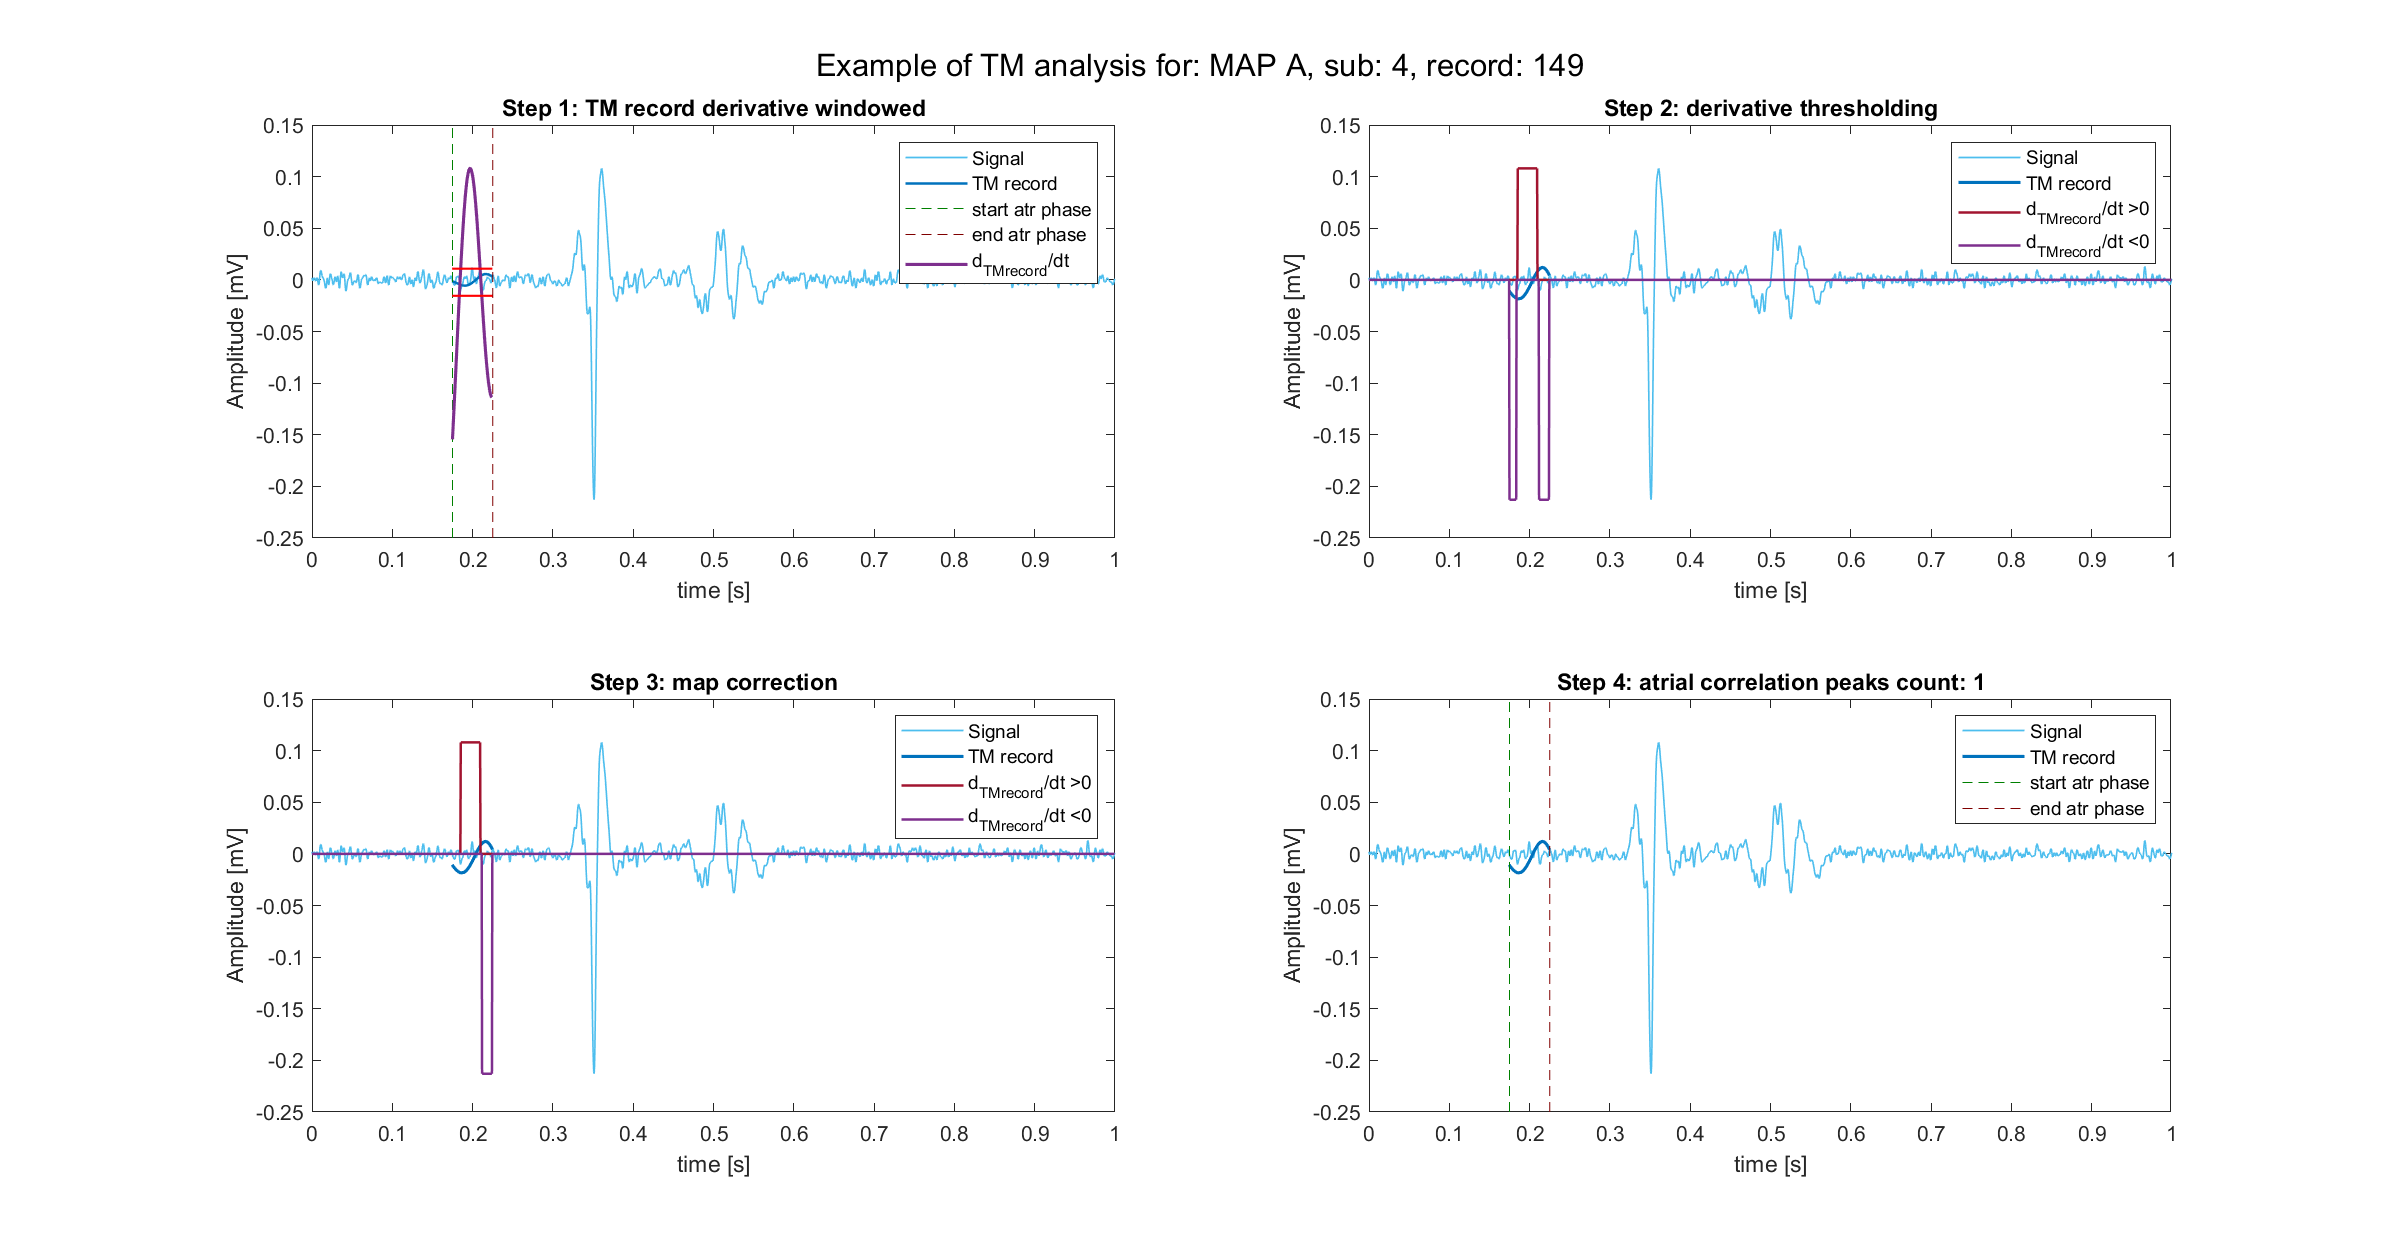 Example of TM analysis for: MAP A, sub: 4, record: 149
Step 1: TM record derivative windowed
0.15
0.1
0.05
0
-0.05
-0.1
-0.15
-0.2
-0.25
Amplitude [mV]
0 0.1 0.2 0.3 0.4 0.5 0.6 0.7 0.8 0.9 1
time [s]
Signal
TM record
start atr phase
end atr phase
d_TMrecord/dt
Step 2: derivative thresholding
0.15
0.1
0.05
0
-0.05
-0.1
-0.15
-0.2
-0.25
Amplitude [mV]
0 0.1 0.2 0.3 0.4 0.5 0.6 0.7 0.8 0.9 1
time [s]
Signal
TM record
d_TMrecord/dt >0
d_TMrecord/dt <0
Step 3: map correction
0.15
0.1
0.05
0
-0.05
-0.1
-0.15
-0.2
-0.25
Amplitude [mV]
0 0.1 0.2 0.3 0.4 0.5 0.6 0.7 0.8 0.9 1
time [s]
Signal
TM record
d_TMrecord/dt >0
d_TMrecord/dt <0
Step 4: atrial correlation peaks count: 1
0.15
0.1
0.05
0
-0.05
-0.1
-0.15
-0.2
-0.25
Amplitude [mV]
0 0.1 0.2 0.3 0.4 0.5 0.6 0.7 0.8 0.9 1
time [s]
Signal
TM record
start atr phase
end atr phase